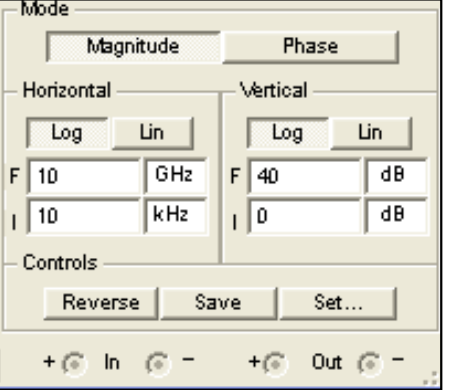 Mode
Magnitude Phase
Horizontal Vertical
Log Lin Log Lin
F 10 GHz F 40 dB
I 10 kHz I 0 dB
Controls
Reverse Save Set...
+ In - + Out -